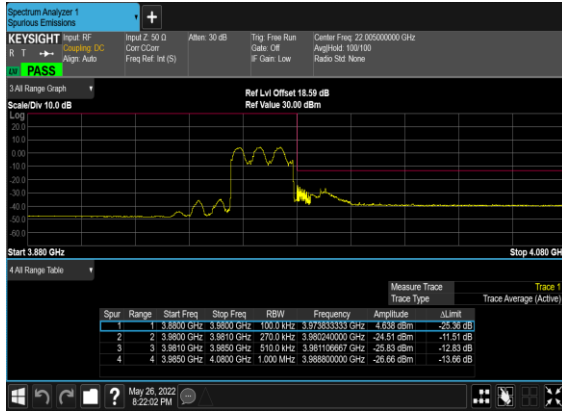 Spectrum Analyzer 1
Spurious Emissions
KEYSIGHT Input: RF Input Z: 50 Ω Atten: 30 dB Trig: Free Run Center Freq: 22.005000000 GHz
R T Coupling: DC Corr CCorr Gate: Off Avg|Hold: 100/100
Align: Auto Freq Ref: Int (S) IF Gain: Low Radio Std: None
PASS
3 All Range Graph
Ref Lvl Offset 18.59 dB
Scale/Div 10.0 dB Ref Value 30.00 dBm
Log
20.0
10.0
0.00
-10.0
-20.0
-30.0
-40.0
-50.0
-60.0
Start 3.880 GHz Stop 4.080 GH
4 All Range Table
Measure Trace Trace 1
Trace Type Trace Average (Active)
Spur Range Start Freq Stop Freq RBW Frequency Amplitude ΔLimit
1 1 3.8800 GHz 3.9800 GHz 100.0 kHz 3.973833333 GHz 4.638 dBm -25.36 dB
2 2 3.9800 GHz 3.9810 GHz 270.0 kHz 3.980240000 GHz -24.51 dBm -11.51 dB
3 3 3.9810 GHz 3.9850 GHz 510.0 kHz 3.981106667 GHz -25.83 dBm -12.83 dB
4 4 3.9850 GHz 4.0800 GHz 1.000 MHz 3.988800000 GHz -26.66 dBm -13.66 dB
May 26, 2022
8:22:02 PM